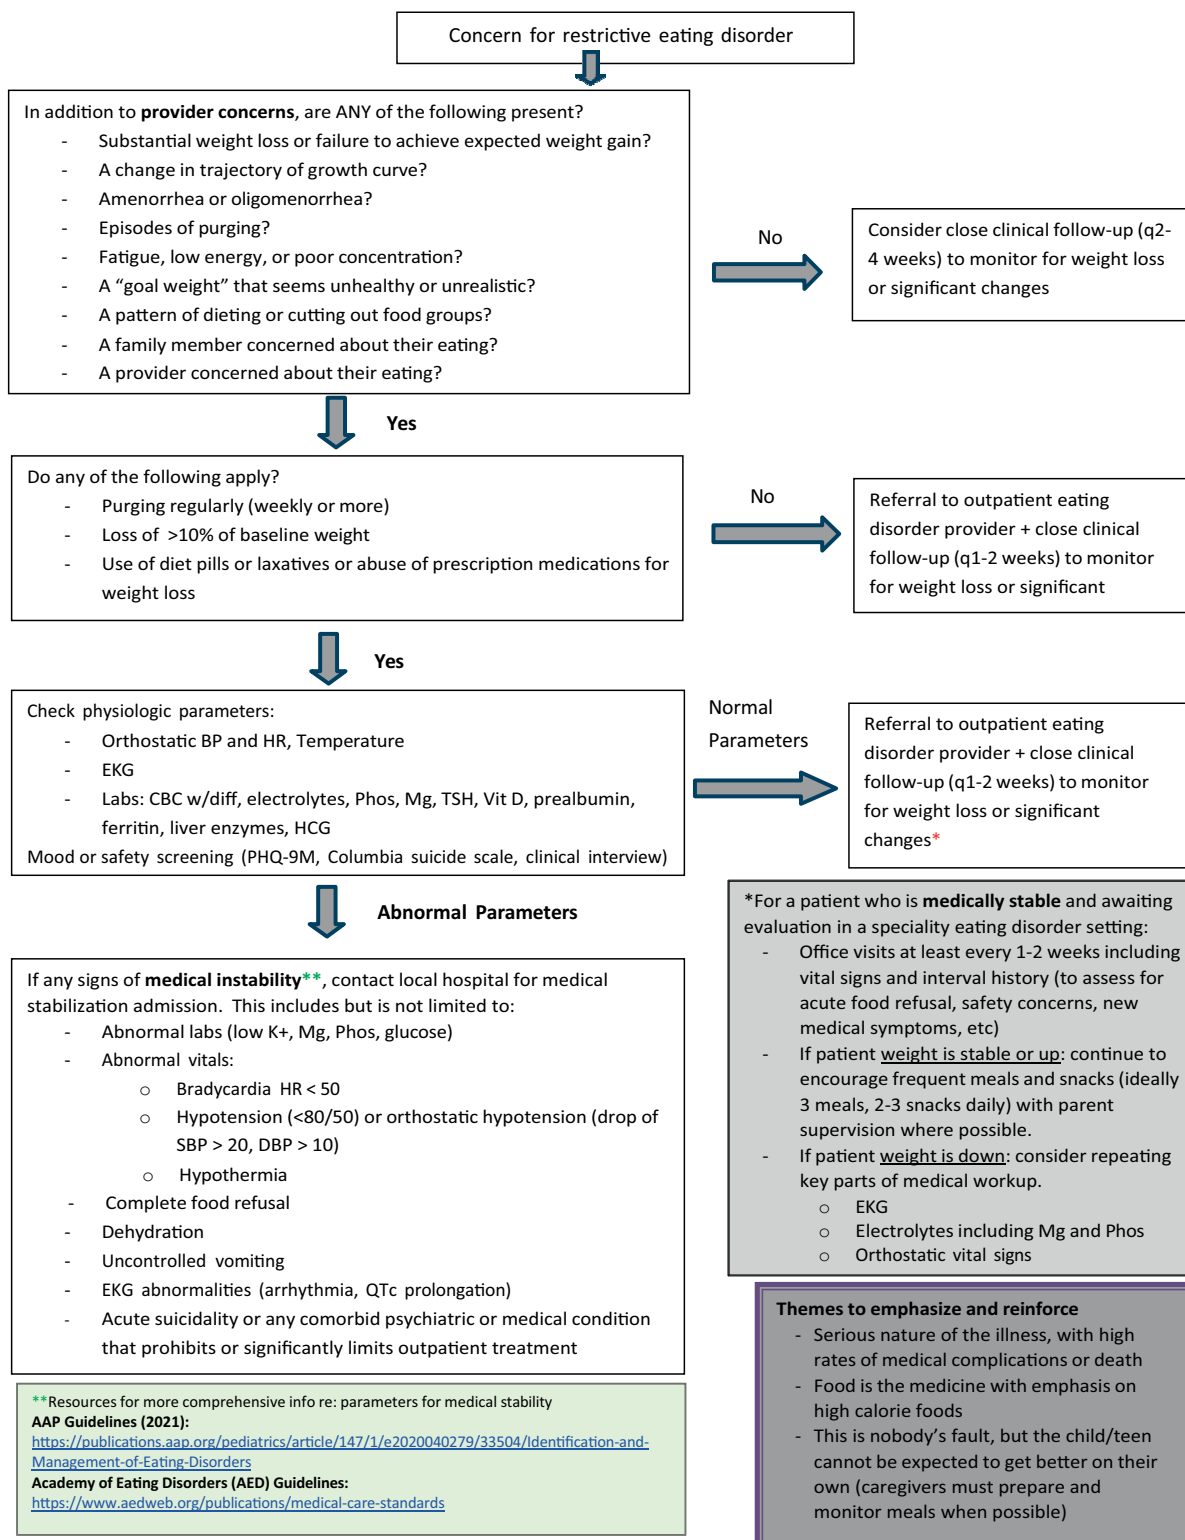 Concern for restrictive eating disorder
In addition to provider concerns, are ANY of the following present?
- Substantial weight loss or failure to achieve expected weight gain?
- A change in trajectory of growth curve?
- Amenorrhea or oligomenorrhea?
- Episodes of purging?
- Fatigue, low energy, or poor concentration?
- A “goal weight” that seems unhealthy or unrealistic?
- A pattern of dieting or cutting out food groups?
- A family member concerned about their eating?
- A provider concerned about their eating?
No
Consider close clinical follow-up (q2-
4 weeks) to monitor for weight loss
or significant changes
Yes
Do any of the following apply?
- Purging regularly (weekly or more)
- Loss of >10% of baseline weight
- Use of diet pills or laxatives or abuse of prescription medications for
weight loss
No
Referral to outpatient eating
disorder provider + close clinical
follow-up (q1-2 weeks) to monitor
for weight loss or significant
Yes
Check physiologic parameters:
- Orthostatic BP and HR, Temperature
- EKG
- Labs: CBC w/diff, electrolytes, Phos, Mg, TSH, Vit D, prealbumin,
ferritin, liver enzymes, HCG
Mood or safety screening (PHQ-9M, Columbia suicide scale, clinical interview)
Normal
Parameters
Referral to outpatient eating
disorder provider + close clinical
follow-up (q1-2 weeks) to monitor
for weight loss or significant
changes*
Abnormal Parameters
If any signs of medical instability**, contact local hospital for medical
stabilization admission. This includes but is not limited to:
- Abnormal labs (low K+, Mg, Phos, glucose)
- Abnormal vitals:
o Bradycardia HR < 50
o Hypotension (<80/50) or orthostatic hypotension (drop of
SBP > 20, DBP > 10)
o Hypothermia
- Complete food refusal
- Dehydration
- Uncontrolled vomiting
- EKG abnormalities (arrhythmia, QTc prolongation)
- Acute suicidality or any comorbid psychiatric or medical condition
that prohibits or significantly limits outpatient treatment
*For a patient who is medically stable and awaiting
evaluation in a speciality eating disorder setting:
- Office visits at least every 1-2 weeks including
vital signs and interval history (to assess for
acute food refusal, safety concerns, new
medical symptoms, etc)
- If patient weight is stable or up: continue to
encourage frequent meals and snacks (ideally
3 meals, 2-3 snacks daily) with parent
supervision where possible.
- If patient weight is down: consider repeating
key parts of medical workup.
o EKG
o Electrolytes including Mg and Phos
o Orthostatic vital signs
**Resources for more comprehensive info re: parameters for medical stability
AAP Guidelines (2021):
https://publications.aap.org/pediatrics/article/147/1/e2020040279/33504/Identification-and-
Management-of-Eating-Disorders
Academy of Eating Disorders (AED) Guidelines:
https://www.aedweb.org/publications/medical-care-standards
Themes to emphasize and reinforce
- Serious nature of the illness, with high
rates of medical complications or death
- Food is the medicine with emphasis on
high calorie foods
- This is nobody’s fault, but the child/teen
cannot be expected to get better on their
own (caregivers must prepare and
monitor meals when possible)